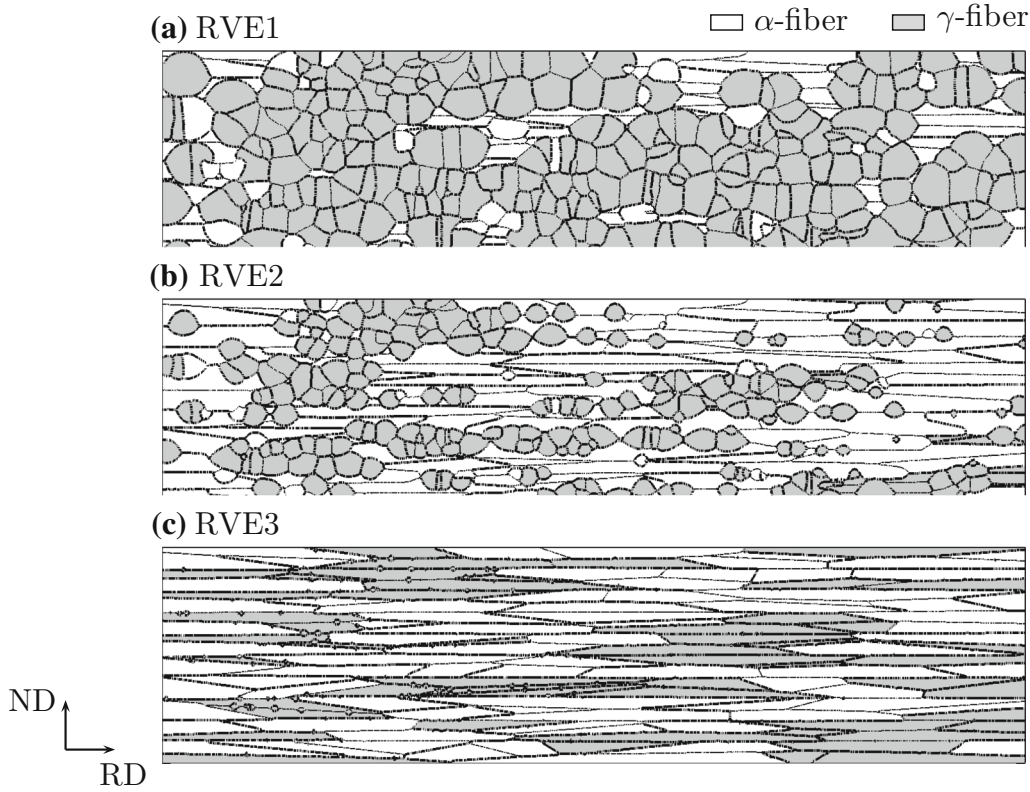 (a) RVE1
α-fiber
γ-fiber
(b) RVE2
(c) RVE3
ND
RD